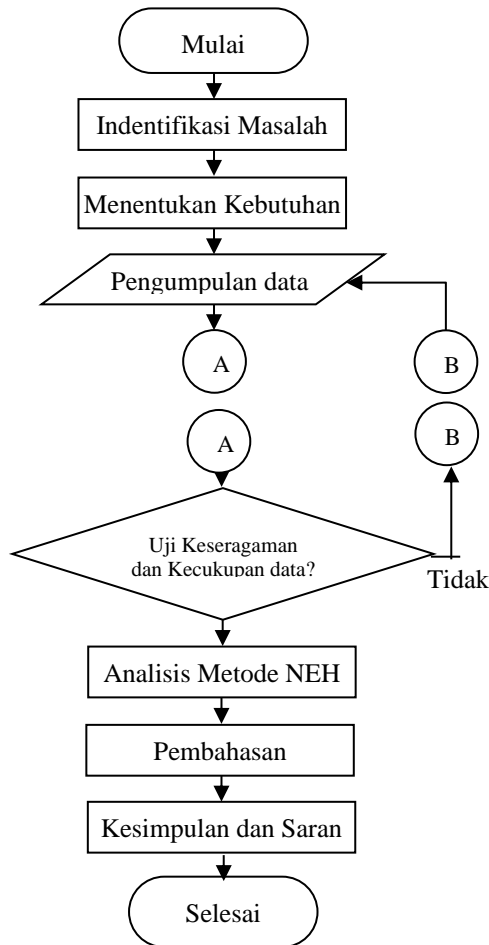 Mulai
Indentifikasi Masalah
Menentukan Kebutuhan
Pengumpulan data
A
B
A
B
Uji Keseragaman
dan Kecukupan data?
Tidak
Analisis Metode NEH
Pembahasan
Kesimpulan dan Saran
Selesai